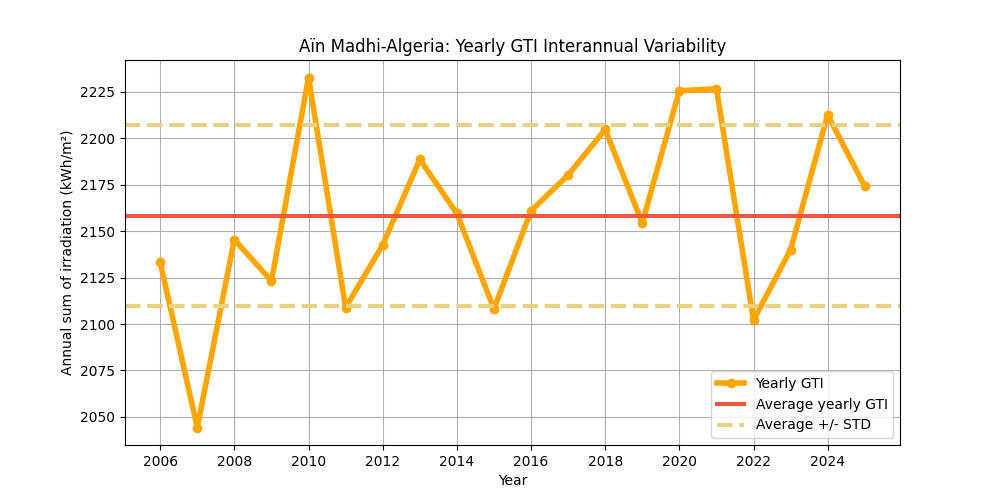 Aïn Madhi-Algeria: Yearly GTI Interannual Variability
Annual sum of irradiation (kWh/m²)
2225
2200
2175
2150
2125
2100
2075
2050
Yearly GTI
Average yearly GTI
Average +/- STD
2006 2008 2010 2012 2014 2016 2018 2020 2022 2024
Year